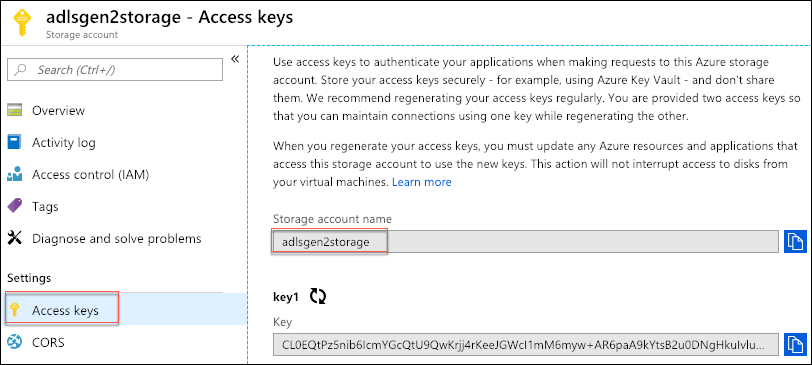 adlsgen2storage - Access keys
Storage account
Search (Ctrl+/)
«
Overview
Activity log
Access control (IAM)
Tags
Diagnose and solve problems
Settings
Access keys
CORS
Use access keys to authenticate your applications when making requests to this Azure storage
account. Store your access keys securely - for example, using Azure Key Vault - and don't share
them. We recommend regenerating your access keys regularly. You are provided two access keys so
that you can maintain connections using one key while regenerating the other.
When you regenerate your access keys, you must update any Azure resources and applications that
access this storage account to use the new keys. This action will not interrupt access to disks from
your virtual machines. Learn more
Storage account name
adlsgen2storage
key1
Key